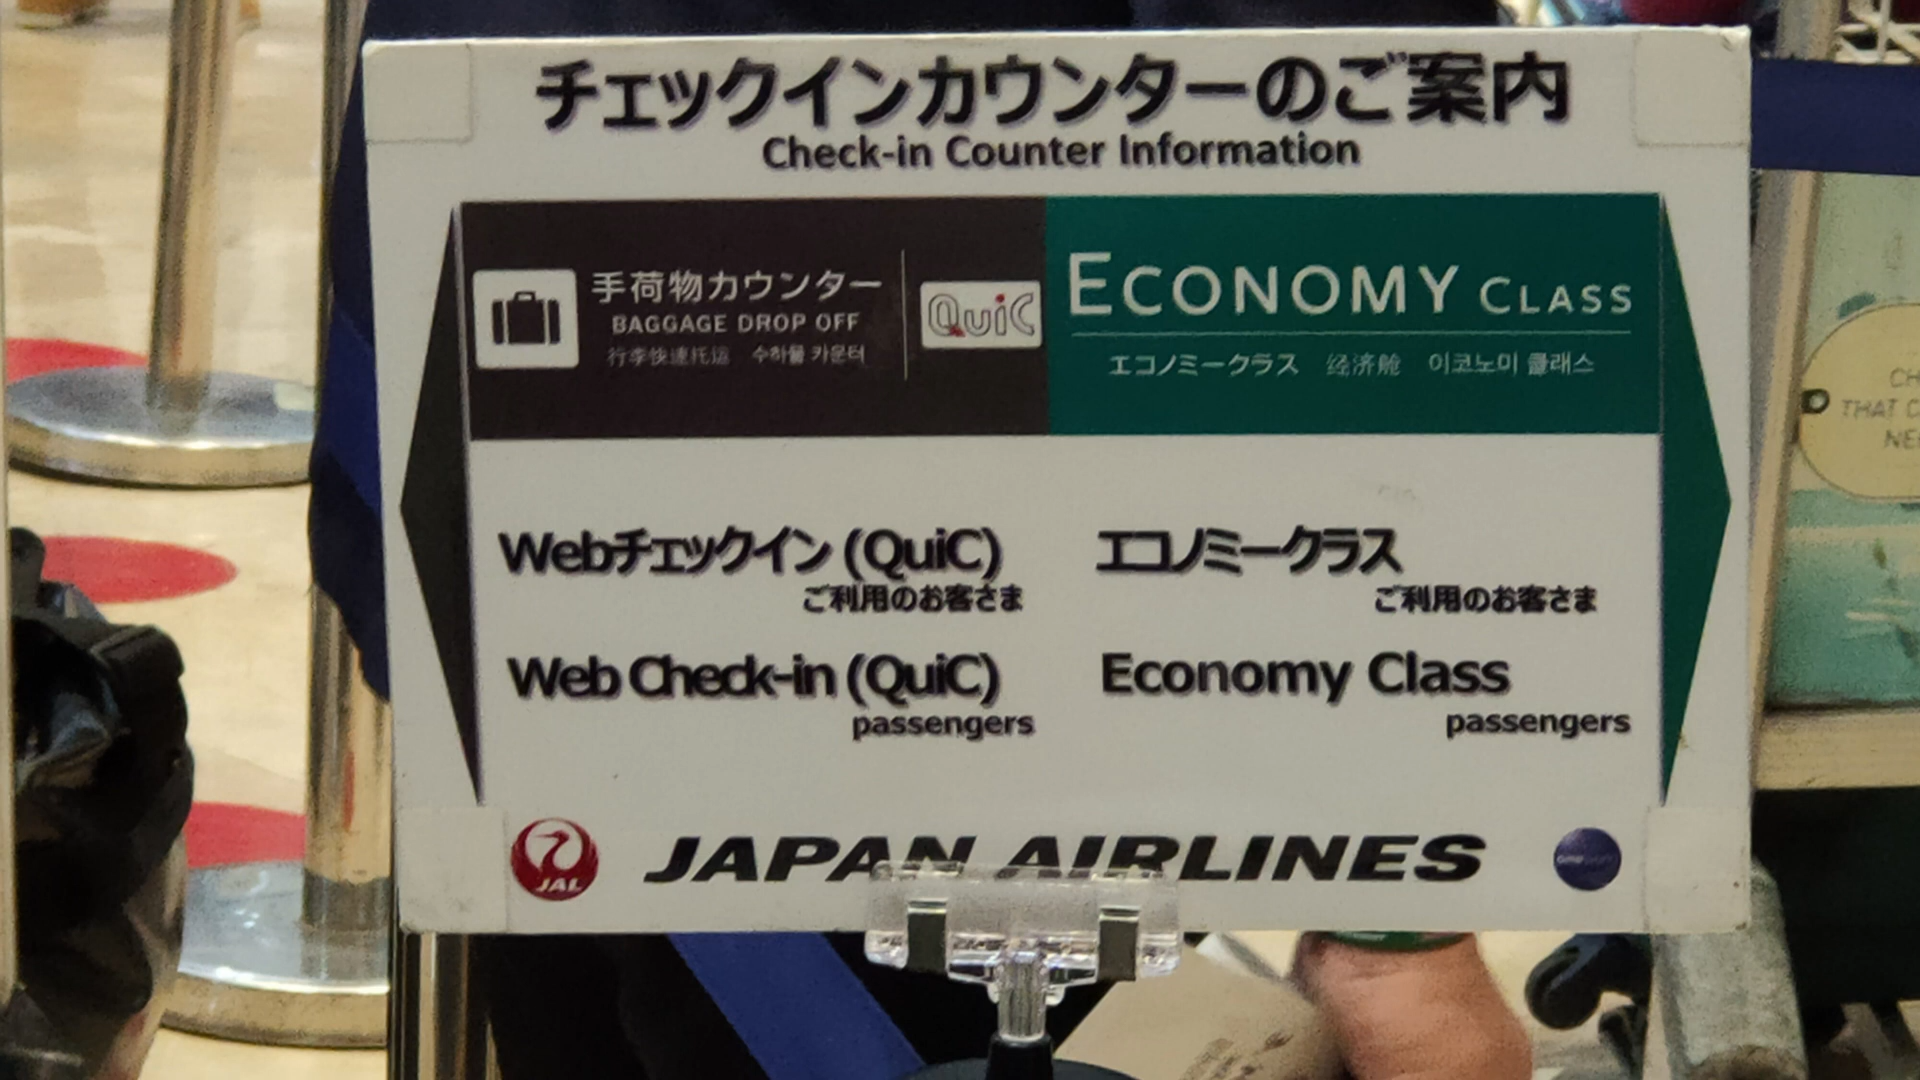 チェックインカウンターのご案内
Check-in Counter Information
手荷物カウンター
BAGGAGE DROP OFF
行李快速托运 수하물 카운터
QuiC
ECONOMY CLASS
エコノミークラス 经济舱 이코노미 클래스
Webチェックイン (QuiC)
ご利用のお客さま
Web Check-in (QuiC)
passengers
エコノミークラス
ご利用のお客さま
Economy Class
passengers
JAL
JAPAN AIRLINES
THAT